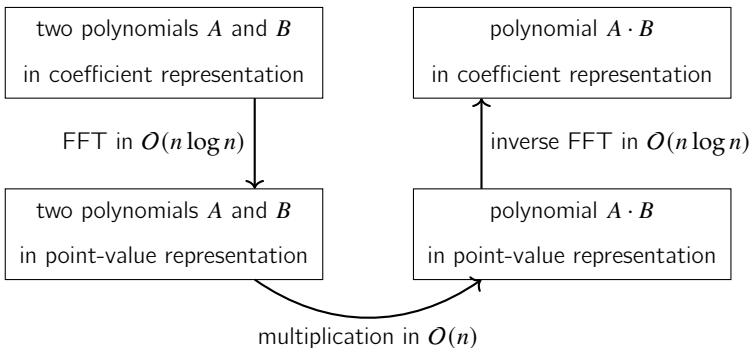 two polynomials A and B
in coefficient representation
polynomial A · B
in coefficient representation
FFT in O(n log n)
inverse FFT in O(n log n)
two polynomials A and B
in point-value representation
polynomial A · B
in point-value representation
multiplication in O(n)